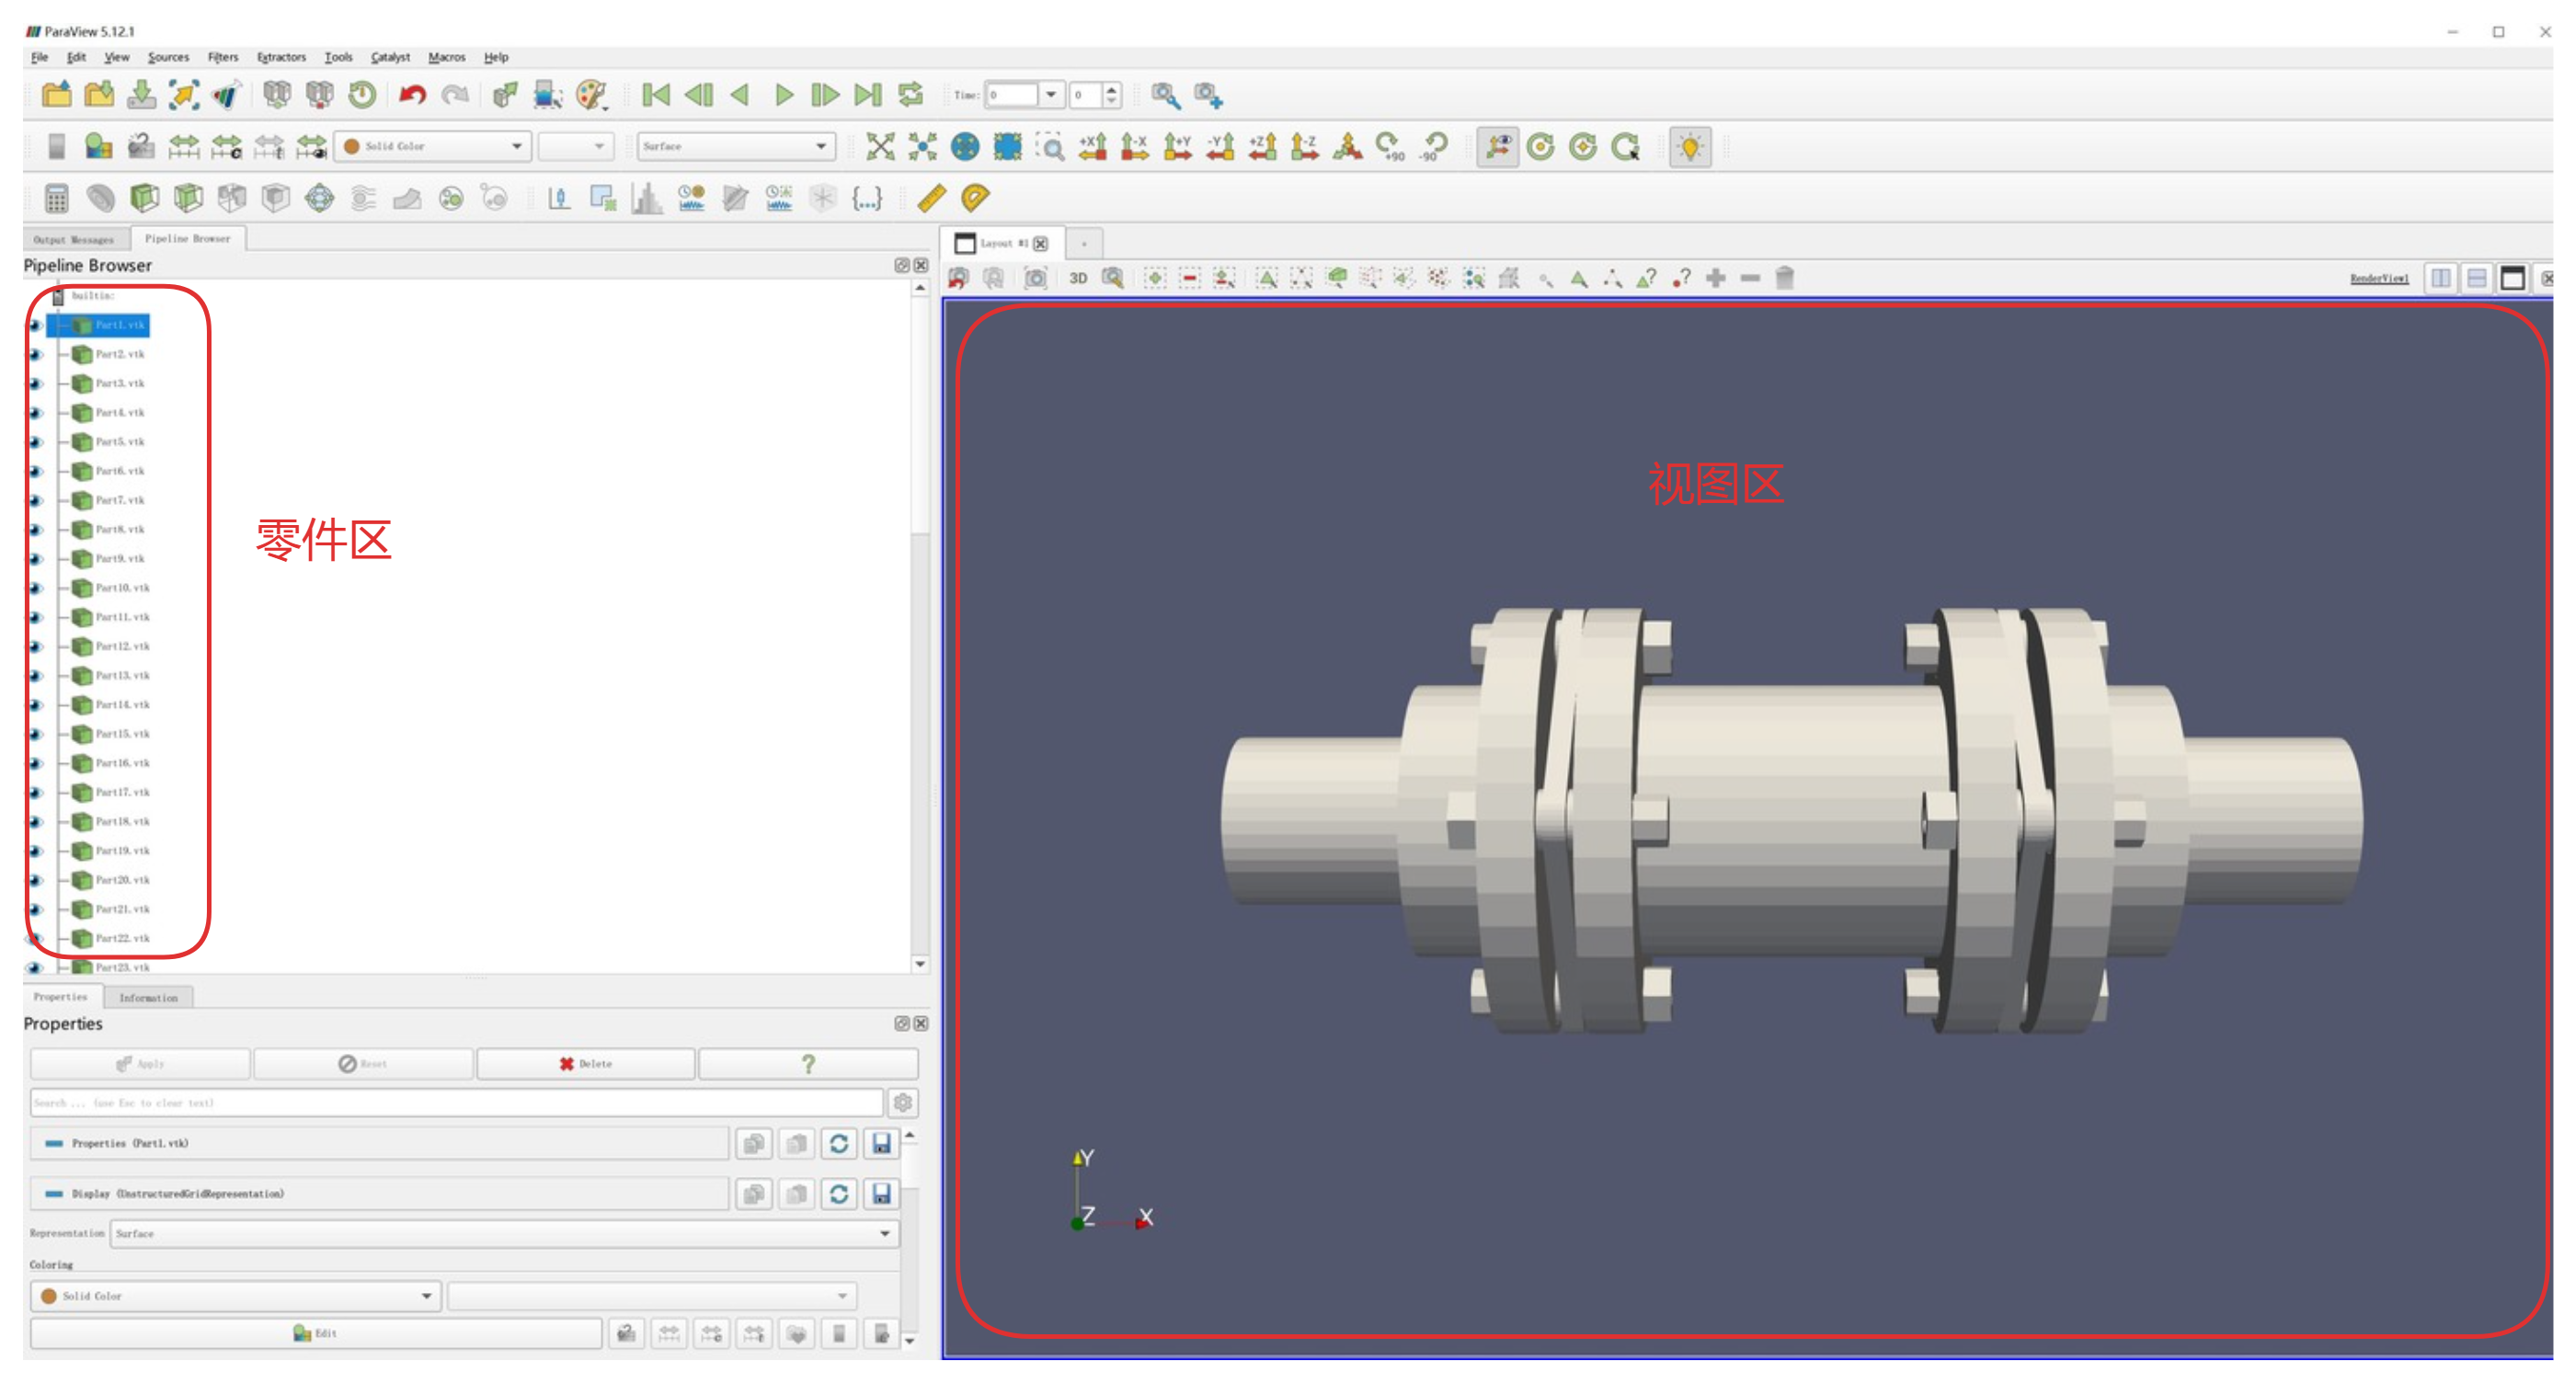 ParaView 5.12.1
File Edit View Sources Filters Extractors Tools Catalyst Macros Help
Time: 0 0
Solid Color Surface +X -X +Y -Y +Z -Z +90 -90
Output Messages Pipeline Browser
Layout #1
Pipeline Browser
3D RenderView1
builtin:
Part1.vtk
Part2.vtk
Part3.vtk
Part4.vtk
Part5.vtk
Part6.vtk
Part7.vtk
Part8.vtk
Part9.vtk
Part10.vtk
Part11.vtk
Part12.vtk
Part13.vtk
Part14.vtk
Part15.vtk
Part16.vtk
Part17.vtk
Part18.vtk
Part19.vtk
Part20.vtk
Part21.vtk
Part22.vtk
Part23.vtk
零件区
视图区
Properties Information
Properties
Apply Reset Delete ?
Search ... (use Esc to clear text)
Properties (Part1.vtk)
Display (UnstructuredGridRepresentation)
Representation Surface
Coloring
Solid Color
Edit
Y
Z X